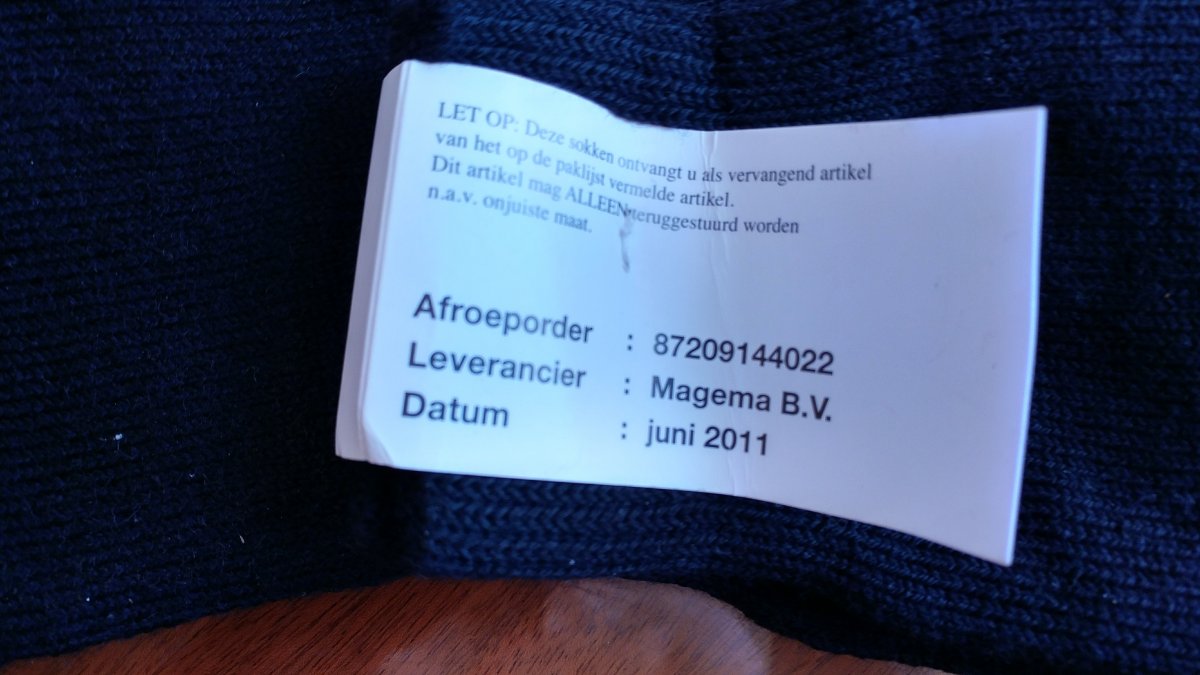 LET OP: Deze sokken ontvangt u als vervangend artikel
van het op de paklijst vermelde artikel.
Dit artikel mag ALLEEN teruggestuurd worden
n.a.v. onjuiste maat.
Afroeporder : 87209144022
Leverancier : Magema B.V.
Datum : juni 2011